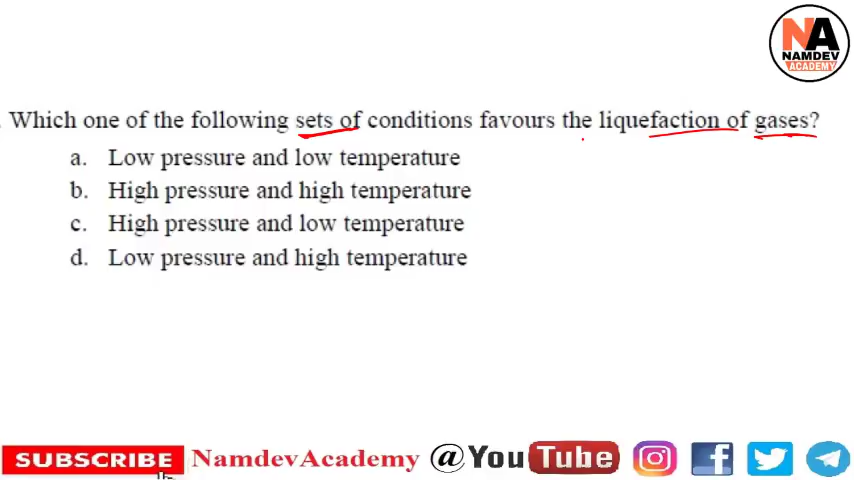 NA
NAMDEV
ACADEMY
Which one of the following sets of conditions favours the liquefaction of gases?
a. Low pressure and low temperature
b. High pressure and high temperature
c. High pressure and low temperature
d. Low pressure and high temperature
SUBSCRIBE NamdevAcademy @YouTube